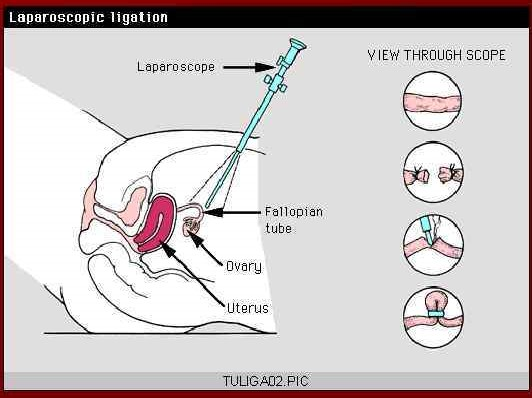 Laparoscopic ligation
Laparoscope
VIEW THROUGH SCOPE
Fallopian
tube
Ovary
Uterus
TULIGA02.PIC